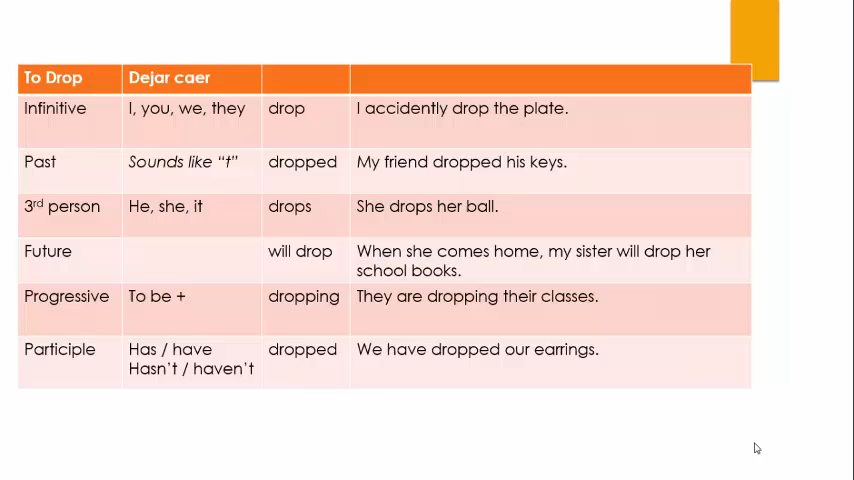 To Drop Dejar caer
Infinitive I, you, we, they drop I accidently drop the plate.
Past Sounds like “t” dropped My friend dropped his keys.
3rd person He, she, it drops She drops her ball.
Future will drop When she comes home, my sister will drop her
school books.
Progressive To be + dropping They are dropping their classes.
Participle Has / have dropped We have dropped our earrings.
Hasn’t / haven’t